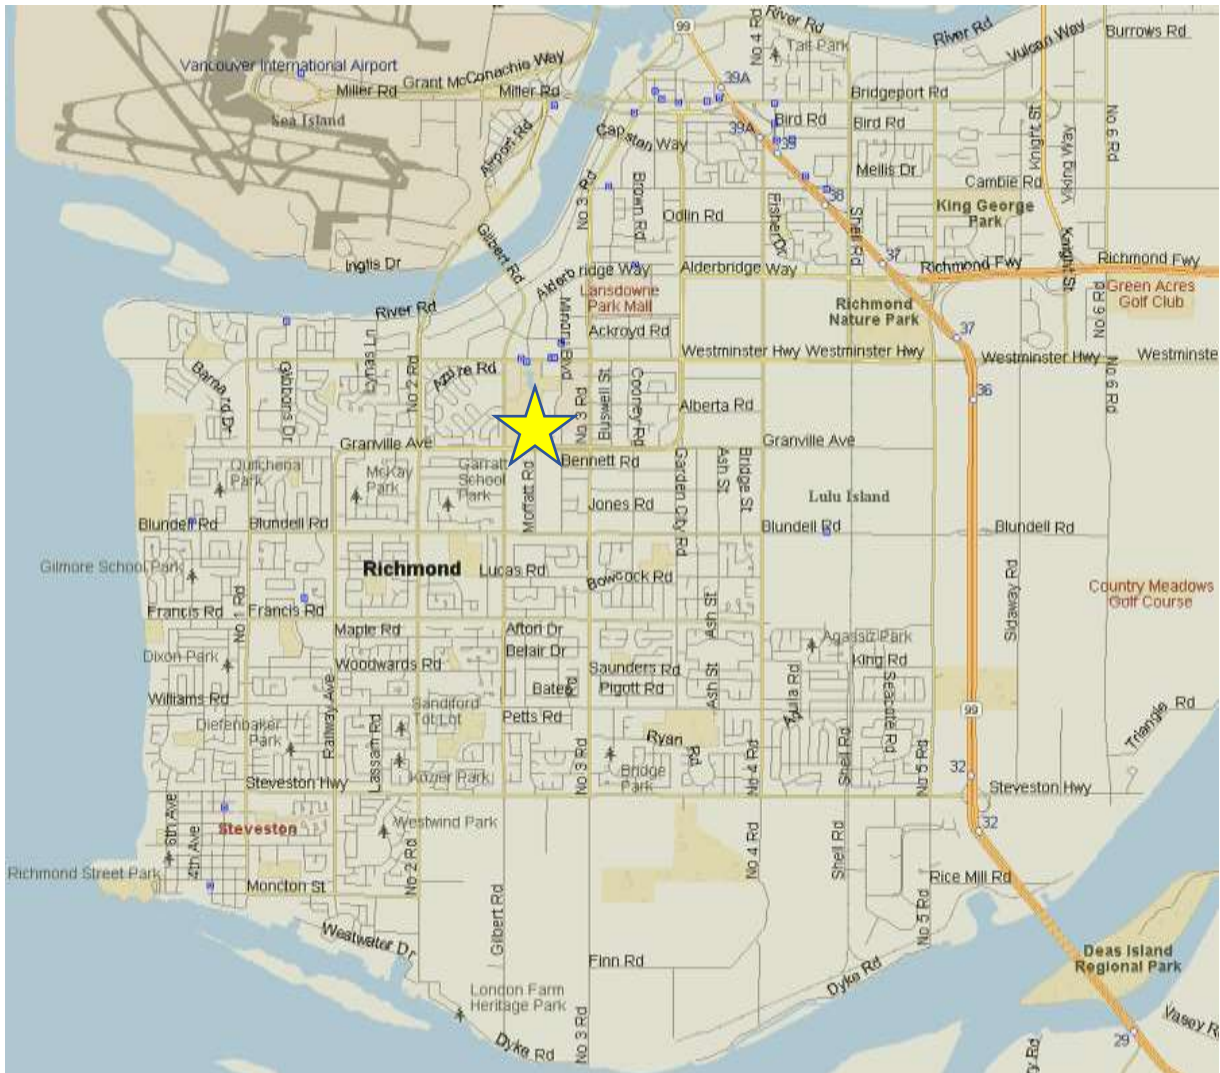 99
River Rd
No 4 Rd
Tait Park
River Rd
Vulcan Way
Burrows Rd
Vancouver International Airport
Grant McConachie Way
Miller Rd
Miller Rd
39A
Bridgeport Rd
Sea Island
Airport Rd
Capstan Way
39A
Bird Rd
Bird Rd
Knight St
Viking Way
No 6 Rd
39
Mellis Dr
Cambie Rd
No 3 Rd
Brown Rd
Odlin Rd
Fisher Dr
38
Shell Rd
King George
Park
Gilbert Rd
Inglis Dr
Alderbridge Way
Alderbridge Way
37
Richmond Fwy
Richmond Fwy
Knight St
Lansdowne
Park Mall
Richmond
Nature Park
No 6 Rd
Green Acres
Golf Club
River Rd
Minoru Blvd
Ackroyd Rd
37
Westminster Hwy
Westminster Hwy
Westminster Hwy
Westminste
Barnard Dr
Gibbons Dr
Lynas Ln
No 2 Rd
Azure Rd
No 3 Rd
Buswell St
Cooney Rd
Alberta Rd
36
No 6 Rd
Granville Ave
Granville Ave
Quilchena
Park
McKay
Park
Garratt
School
Park
Moffatt Rd
Bennett Rd
Garden City Rd
Ash St
Bridge St
Jones Rd
Lulu Island
Blundell Rd
Blundell Rd
Blundell Rd
Blundell Rd
Gilmore School Park
Richmond
Lucas Rd
Bowcock Rd
Sidaway Rd
Country Meadows
Golf Course
Francis Rd
No 1 Rd
Francis Rd
Ash St
Maple Rd
Afton Dr
Agassiz Park
Dixon Park
Woodwards Rd
Belair Dr
Saunders Rd
King Rd
Williams Rd
Railway Ave
Bates Rd
Pigott Rd
Ash St
Aquila Rd
Seacote Rd
Sandiford
Tot Lot
Diefenbaker
Park
Lassam Rd
Petts Rd
Ryan Rd
99
Triangle Rd
Steveston Hwy
Kozier Park
No 3 Rd
Bridge
Park
No 4 Rd
Shell Rd
No 5 Rd
32
Steveston Hwy
6th Ave
4th Ave
Steveston
Westwind Park
No 4 Rd
Shell Rd
32
Richmond Street Park
Moncton St
No 2 Rd
Gilbert Rd
Rice Mill Rd
No 5 Rd
Westwater Dr
Finn Rd
Dyke Rd
Deas Island
Regional Park
London Farm
Heritage Park
Dyke Rd
No 3 Rd
29
Vasey R
ry Rd